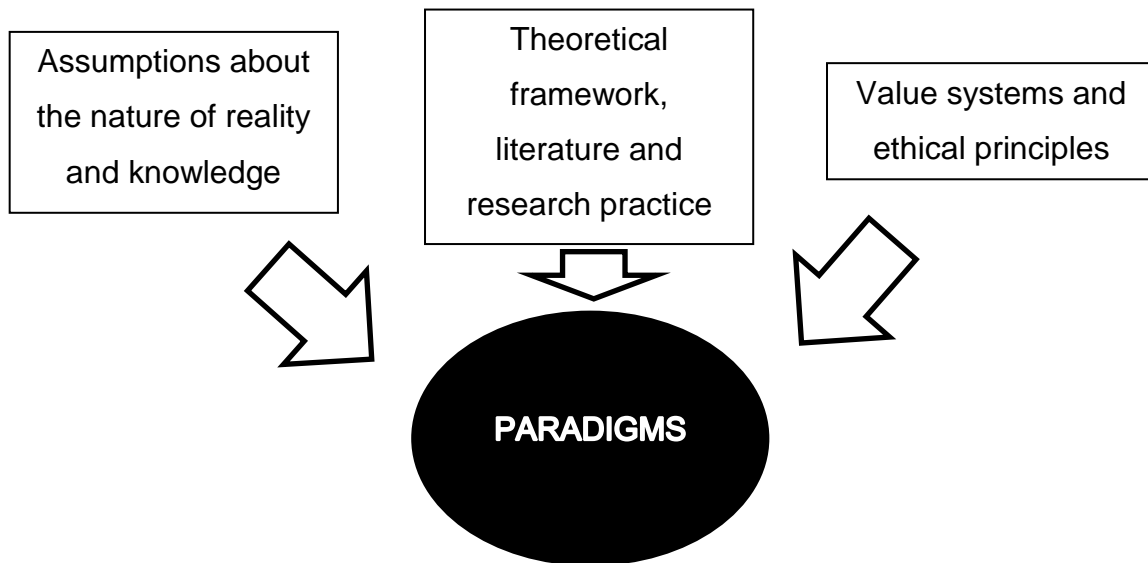 Assumptions about
the nature of reality
and knowledge
Theoretical
framework,
literature and
research practice
Value systems and
ethical principles
PARADIGMS